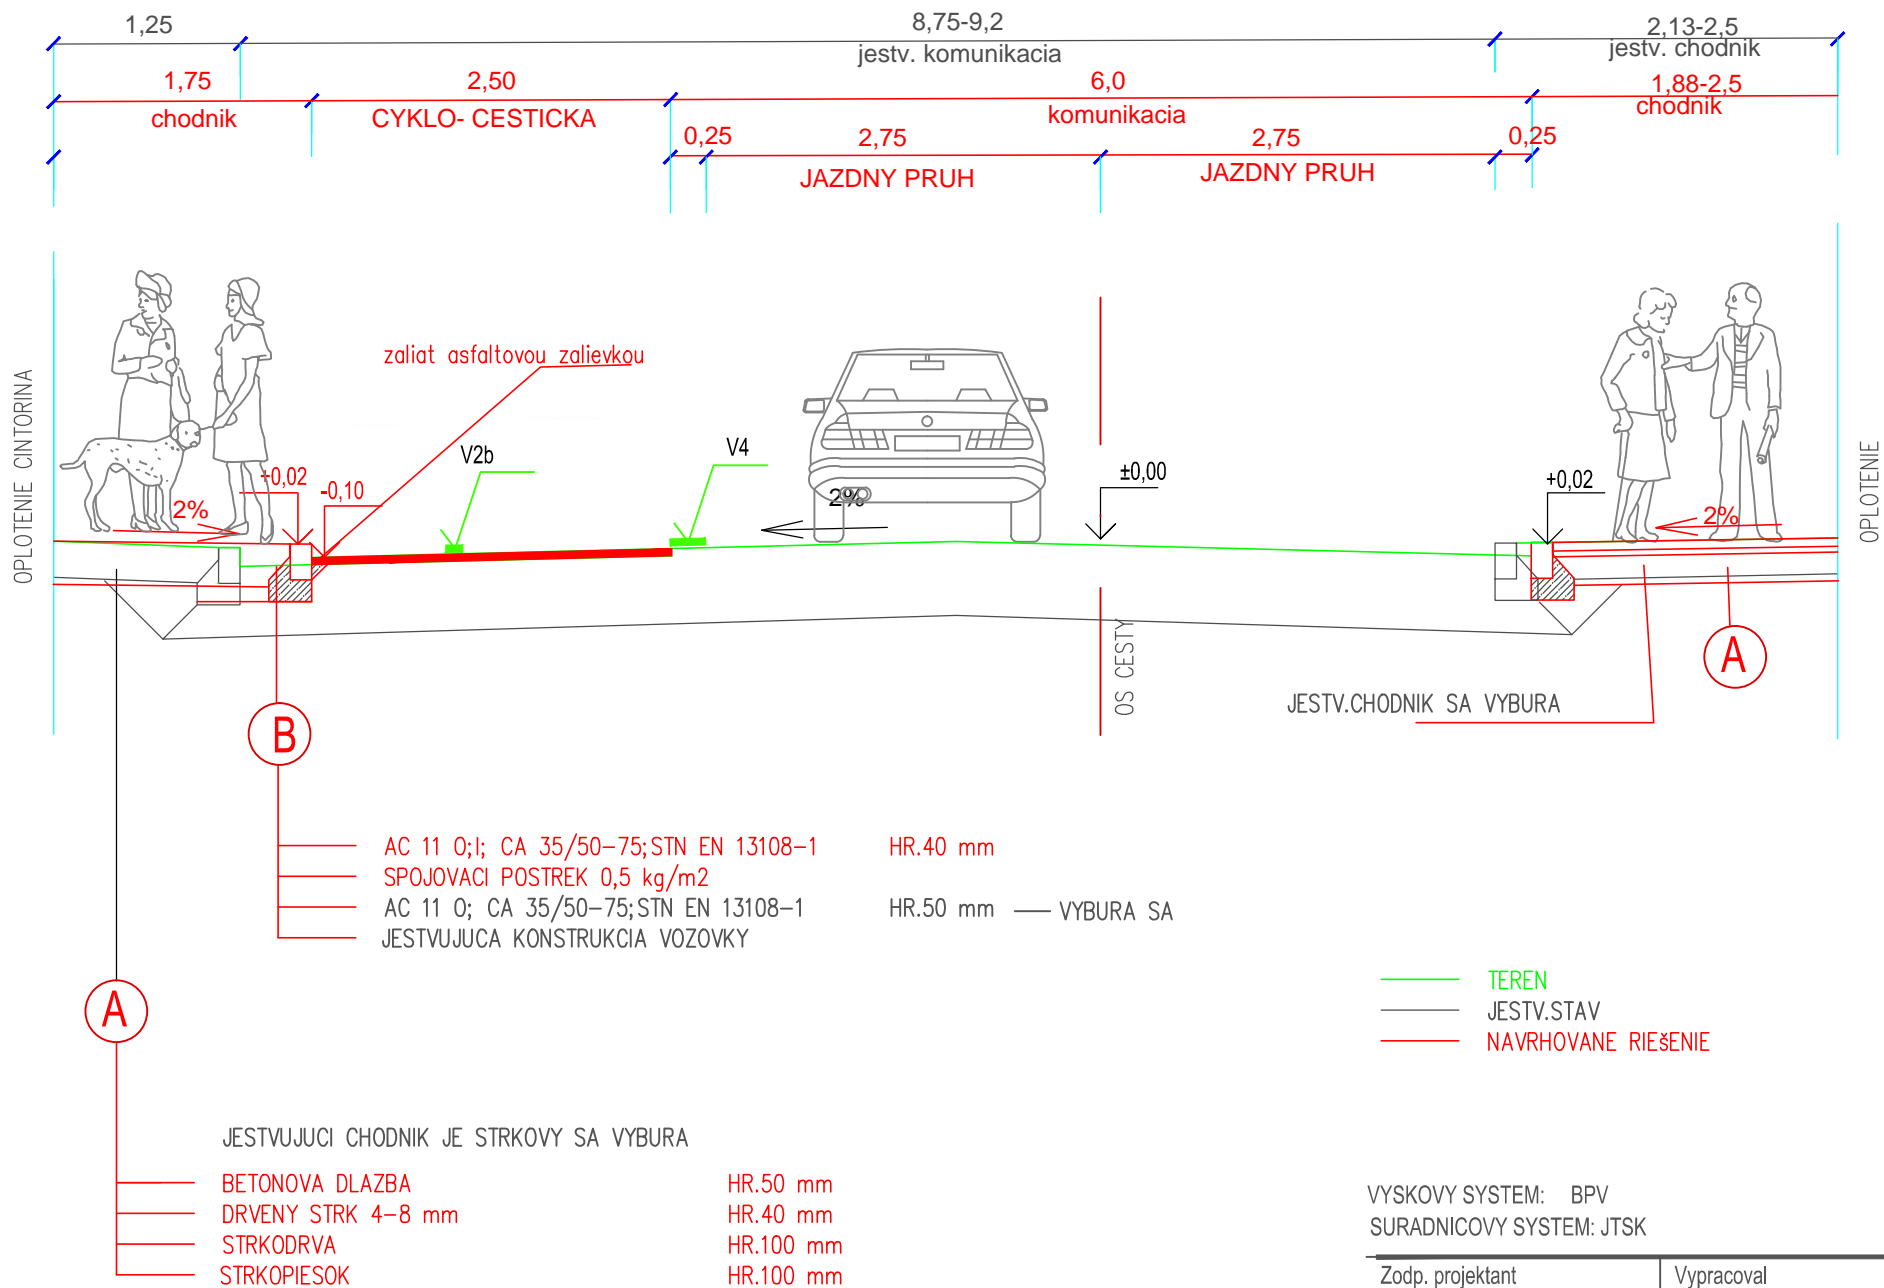 1,25
8,75-9,2
2,13-2,5
jestv. komunikacia
jestv. chodnik
1,75
2,50
6,0
1,88-2,5
chodnik
CYKLO- CESTICKA
komunikacia
chodnik
0,25
2,75
2,75
0,25
JAZDNY PRUH
JAZDNY PRUH
OPLOTENIE CINTORINA
zaliat asfaltovou zalievkou
V2b
V4
+0,02
-0,10
±0,00
+0,02
2%
2%
2%
OPLOTENIE
OS CESTY
A
JESTV.CHODNIK SA VYBURA
B
AC 11 O;I; CA 35/50-75;STN EN 13108-1 HR.40 mm
SPOJOVACI POSTREK 0,5 kg/m2
AC 11 O; CA 35/50-75;STN EN 13108-1 HR.50 mm — VYBURA SA
JESTVUJUCA KONSTRUKCIA VOZOVKY
A
TEREN
JESTV.STAV
NAVRHOVANE RIEšENIE
JESTVUJUCI CHODNIK JE STRKOVY SA VYBURA
BETONOVA DLAZBA HR.50 mm
DRVENY STRK 4-8 mm HR.40 mm
STRKODRVA HR.100 mm
STRKOPIESOK HR.100 mm
VYSKOVY SYSTEM: BPV
SURADNICOVY SYSTEM: JTSK
Zodp. projektant Vypracoval